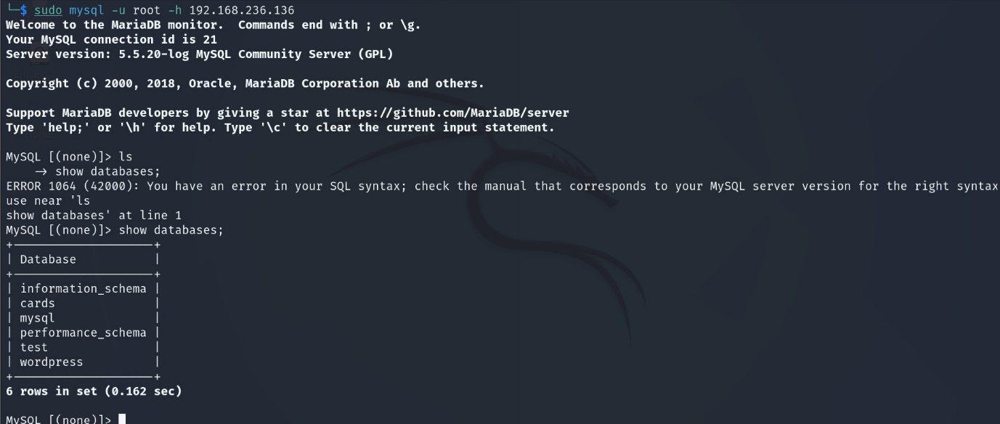 └─$ sudo mysql -u root -h 192.168.236.136
Welcome to the MariaDB monitor.  Commands end with ; or \g.
Your MySQL connection id is 21
Server version: 5.5.20-log MySQL Community Server (GPL)
Copyright (c) 2000, 2018, Oracle, MariaDB Corporation Ab and others.
Support MariaDB developers by giving a star at https://github.com/MariaDB/server
Type 'help;' or '\h' for help. Type '\c' to clear the current input statement.
MySQL [(none)]> ls
    → show databases;
ERROR 1064 (42000): You have an error in your SQL syntax; check the manual that corresponds to your MySQL server version for the right syntax
use near 'ls
show databases' at line 1
MySQL [(none)]> show databases;
+--------------------+
| Database           |
+--------------------+
| information_schema |
| cards              |
| mysql              |
| performance_schema |
| test               |
| wordpress          |
+--------------------+
6 rows in set (0.162 sec)
MySQL [(none)]>